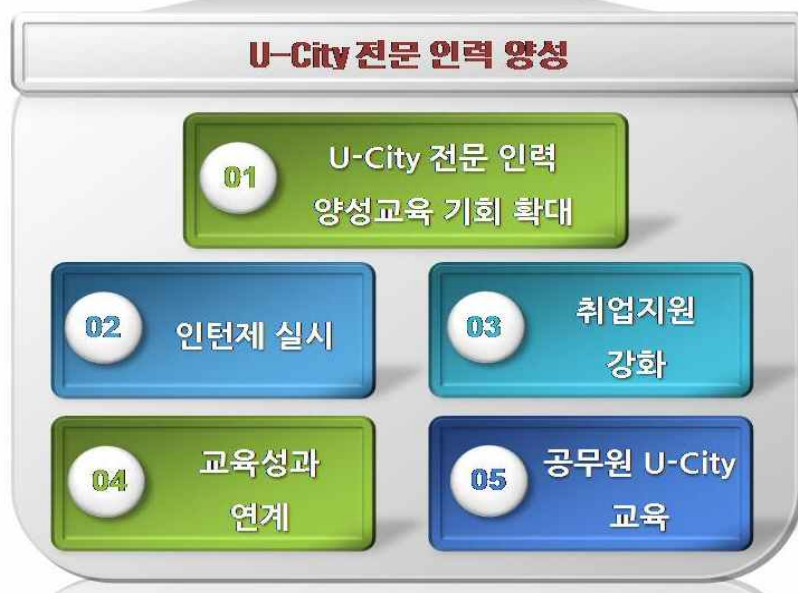 U-City 전문 인력 양성
01
U-City 전문 인력
양성교육 기회 확대
02
인턴제 실시
03
취업지원
강화
04
교육성과
연계
05
공무원 U-City
교육